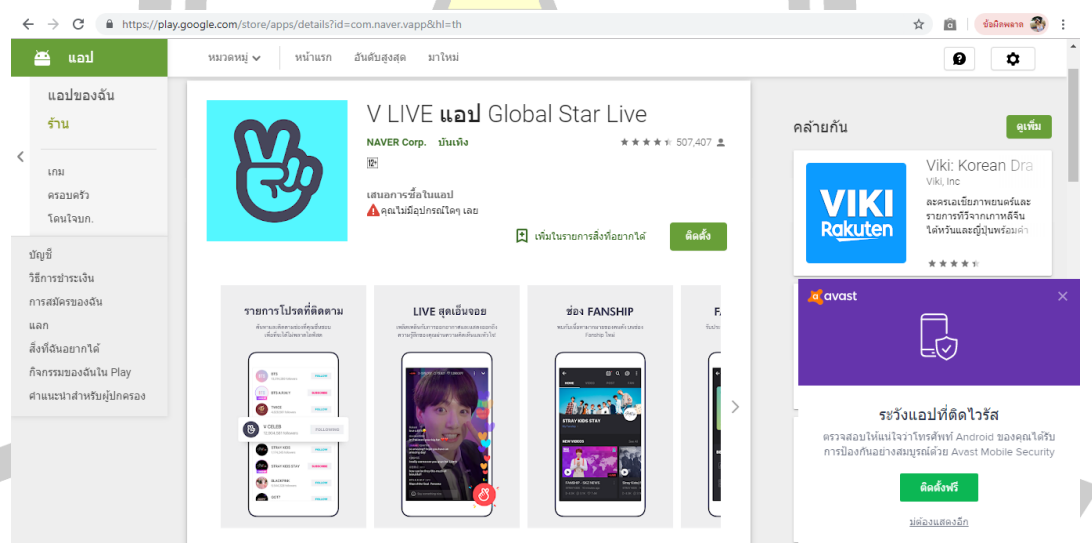 https://play.google.com/store/apps/details?id=com.naver.vapp&hl=th
ข้อผิดพลาด
แอป
หมวดหมู่
หน้าแรก
อันดับสูงสุด
มาใหม่
แอปของฉัน
ร้าน
เกม
ครอบครัว
โดนใจบก.
บัญชี
วิธีการชำระเงิน
การสมัครของฉัน
แลก
สิ่งที่ฉันอยากได้
กิจกรรมของฉันใน Play
คำแนะนำสำหรับผู้ปกครอง
V LIVE แอป Global Star Live
NAVER Corp. บันเทิง
507,407
12+
เสนอการซื้อในแอป
คุณไม่มีอุปกรณ์ใดๆ เลย
เพิ่มในรายการสิ่งที่อยากได้
ติดตั้ง
รายการโปรดที่ติดตาม
V CELEB
LIVE สุดเอ็นจอย
ช่อง FANSHIP
Fanship ใหม่
STRAY KIDS STAY
NEW VIDEOS
คล้ายกัน
ดูเพิ่ม
VIKI
Rakuten
Viki: Korean Dra
Viki, Inc
ละครเอเชียภาพยนตร์และ
รายการทีวีจากเกาหลีจีน
ไต้หวันและญี่ปุ่นพร้อมคำ
avast
ระวังแอปที่ติดไวรัส
ตรวจสอบให้แน่ใจว่าโทรศัพท์ Android ของคุณได้รับ
การป้องกันอย่างสมบูรณ์ด้วย Avast Mobile Security
ติดตั้งฟรี
ไม่ต้องแสดงอีก